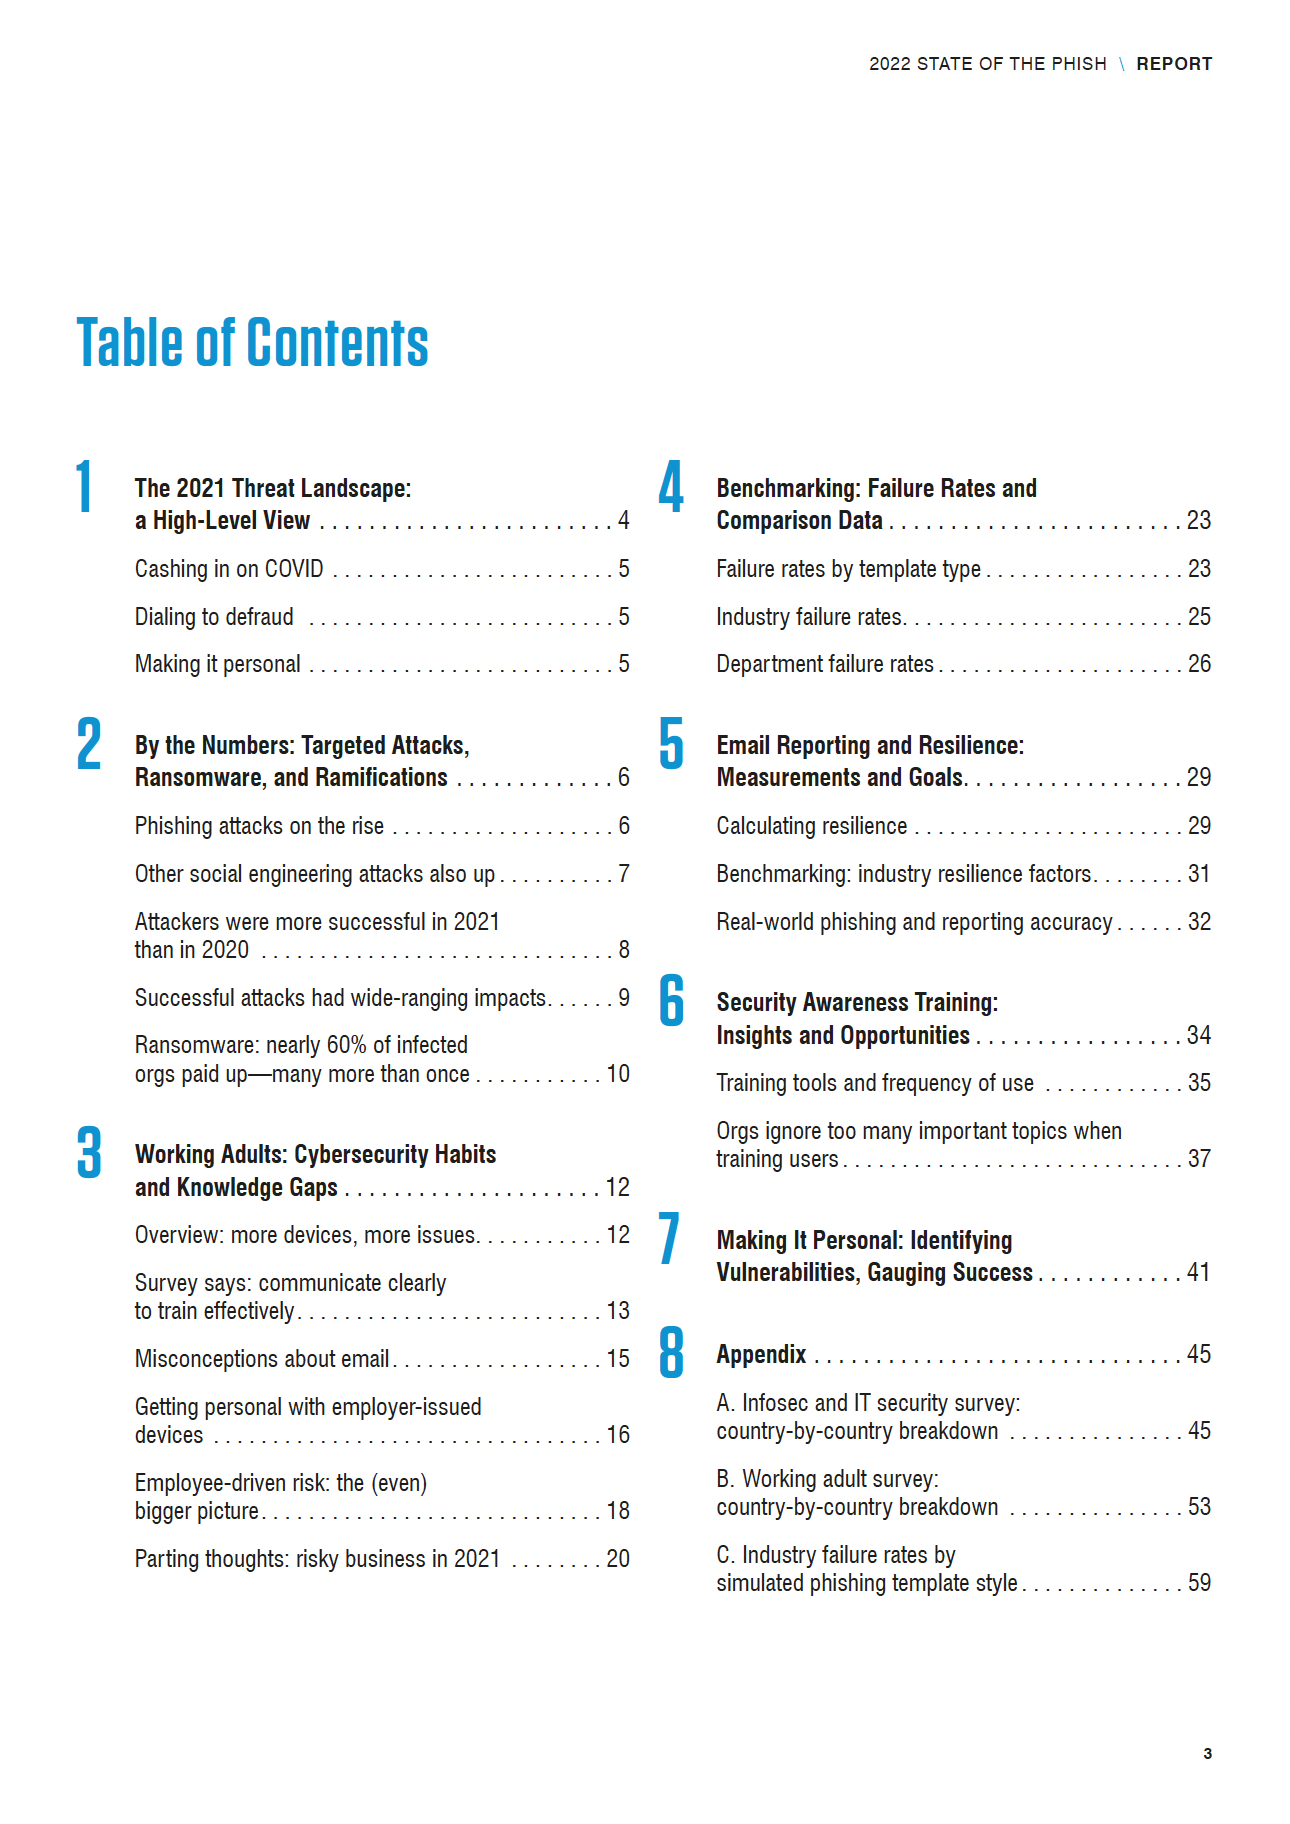 2022 STATE OF THE PHISH \ REPORT
Table of Contents
1
The 2021 Threat Landscape:
a High-Level View . . . . . . . . . . . . . . . . . . . . . . . . 4
Cashing in on COVID . . . . . . . . . . . . . . . . . . . . . . . . 5
Dialing to defraud . . . . . . . . . . . . . . . . . . . . . . . . . . 5
Making it personal . . . . . . . . . . . . . . . . . . . . . . . . . . 5
2
By the Numbers: Targeted Attacks,
Ransomware, and Ramifications . . . . . . . . . . . . . 6
Phishing attacks on the rise . . . . . . . . . . . . . . . . . . . 6
Other social engineering attacks also up . . . . . . . . . . 7
Attackers were more successful in 2021
than in 2020 . . . . . . . . . . . . . . . . . . . . . . . . . . . . . . 8
Successful attacks had wide-ranging impacts. . . . . . 9
Ransomware: nearly 60% of infected
orgs paid up—many more than once . . . . . . . . . . . 10
3
Working Adults: Cybersecurity Habits
and Knowledge Gaps . . . . . . . . . . . . . . . . . . . . . 12
Overview: more devices, more issues. . . . . . . . . . . 12
Survey says: communicate clearly
to train effectively. . . . . . . . . . . . . . . . . . . . . . . . . . 13
Misconceptions about email . . . . . . . . . . . . . . . . . . 15
Getting personal with employer-issued
devices . . . . . . . . . . . . . . . . . . . . . . . . . . . . . . . . . 16
Employee-driven risk: the (even)
bigger picture. . . . . . . . . . . . . . . . . . . . . . . . . . . . . 18
Parting thoughts: risky business in 2021 . . . . . . . . 20
4
Benchmarking: Failure Rates and
Comparison Data . . . . . . . . . . . . . . . . . . . . . . . . 23
Failure rates by template type . . . . . . . . . . . . . . . . . 23
Industry failure rates. . . . . . . . . . . . . . . . . . . . . . . . 25
Department failure rates . . . . . . . . . . . . . . . . . . . . . 26
5
Email Reporting and Resilience:
Measurements and Goals. . . . . . . . . . . . . . . . . . 29
Calculating resilience . . . . . . . . . . . . . . . . . . . . . . . 29
Benchmarking: industry resilience factors. . . . . . . . 31
Real-world phishing and reporting accuracy . . . . . . 32
6
Security Awareness Training:
Insights and Opportunities . . . . . . . . . . . . . . . . . 34
Training tools and frequency of use . . . . . . . . . . . . 35
Orgs ignore too many important topics when
training users . . . . . . . . . . . . . . . . . . . . . . . . . . . . . 37
7
Making It Personal: Identifying
Vulnerabilities, Gauging Success . . . . . . . . . . . . 41
8
Appendix . . . . . . . . . . . . . . . . . . . . . . . . . . . . . . 45
A. Infosec and IT security survey:
country-by-country breakdown . . . . . . . . . . . . . . . 45
B. Working adult survey:
country-by-country breakdown . . . . . . . . . . . . . . . 53
C. Industry failure rates by
simulated phishing template style . . . . . . . . . . . . . . 59
3